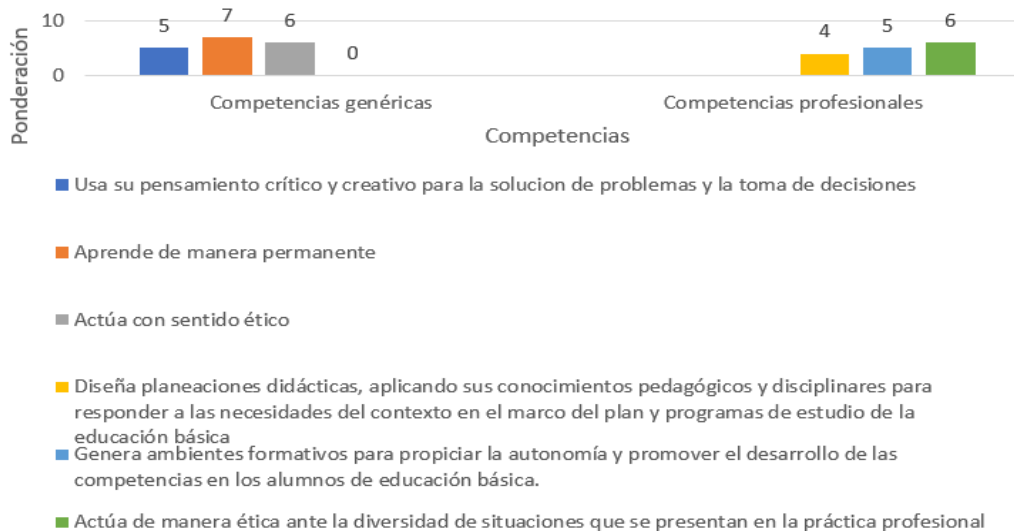 10
0
Ponderación
5
7
6
0
4
5
6
Competencias genéricas
Competencias profesionales
Competencias
Usa su pensamiento crítico y creativo para la solucion de problemas y la toma de decisiones
Aprende de manera permanente
Actúa con sentido ético
Diseña planeaciones didácticas, aplicando sus conocimientos pedagógicos y disciplinares para
responder a las necesidades del contexto en el marco del plan y programas de estudio de la
educación básica
Genera ambientes formativos para propiciar la autonomía y promover el desarrollo de las
competencias en los alumnos de educación básica.
Actúa de manera ética ante la diversidad de situaciones que se presentan en la práctica profesional